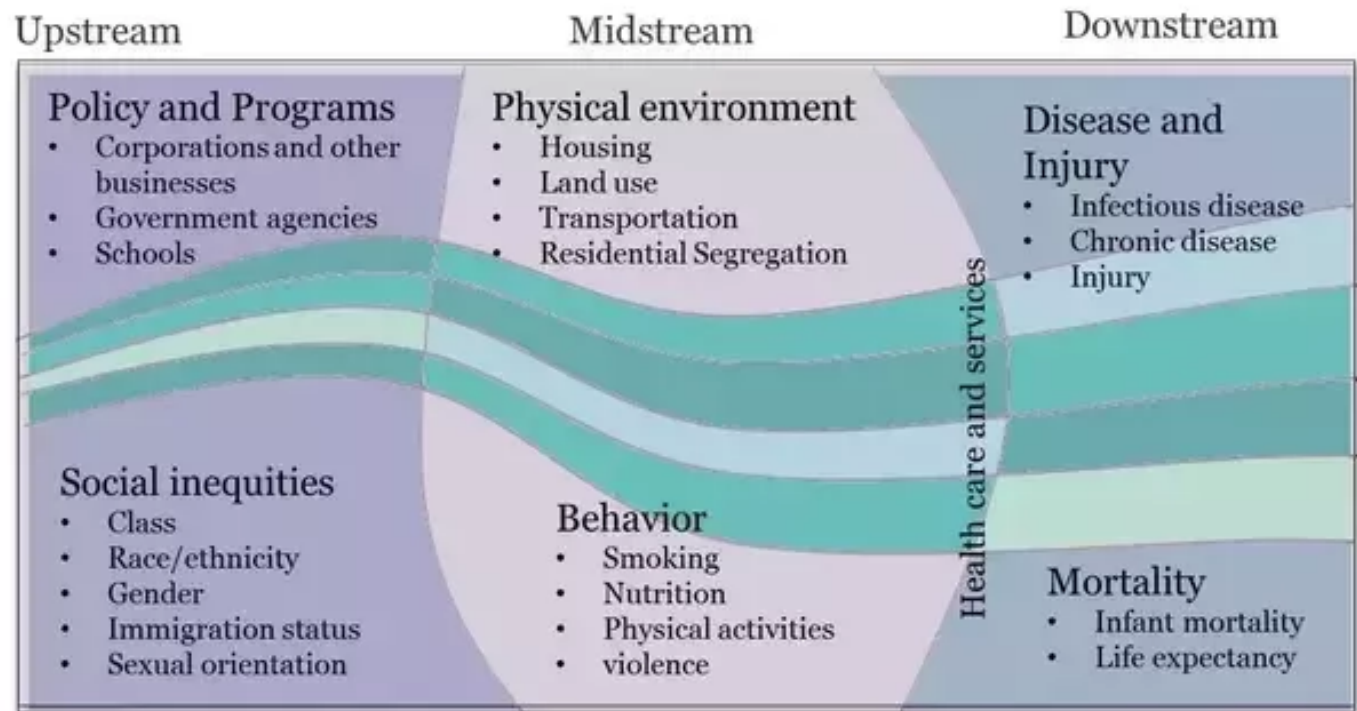 Upstream
Midstream
Downstream
Policy and Programs
• Corporations and other
businesses
• Government agencies
• Schools
Social inequities
• Class
• Race/ethnicity
• Gender
• Immigration status
• Sexual orientation
Physical environment
• Housing
• Land use
• Transportation
• Residential Segregation
Behavior
• Smoking
• Nutrition
• Physical activities
• violence
Health care and services
Disease and
Injury
• Infectious disease
• Chronic disease
• Injury
Mortality
• Infant mortality
• Life expectancy